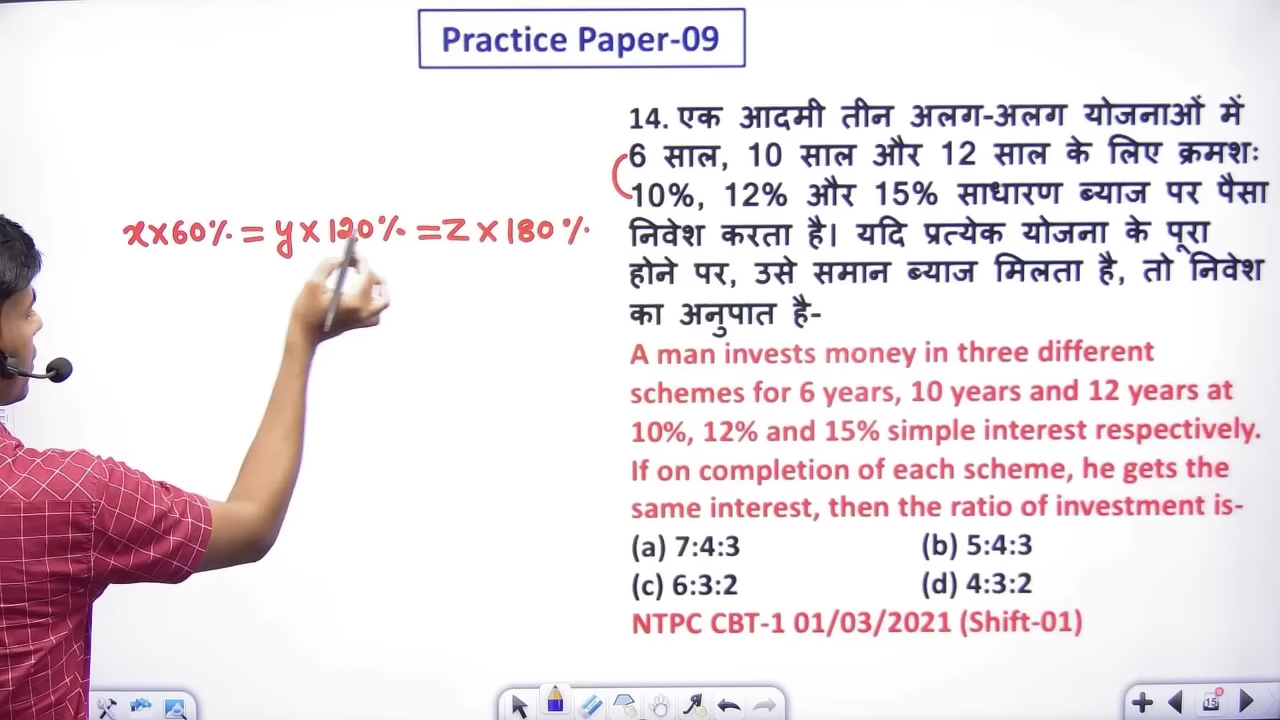 Practice Paper-09
14. एक आदमी तीन अलग-अलग योजनाओं में
6 साल, 10 साल और 12 साल के लिए क्रमशः
10%, 12% और 15% साधारण ब्याज पर पैसा
निवेश करता है। यदि प्रत्येक योजना के पूरा
होने पर, उसे समान ब्याज मिलता है, तो निवेश
का अनुपात है-
x×60% = y×120% = z×180%
A man invests money in three different
schemes for 6 years, 10 years and 12 years at
10%, 12% and 15% simple interest respectively.
If on completion of each scheme, he gets the
same interest, then the ratio of investment is-
(a) 7:4:3 (b) 5:4:3
(c) 6:3:2 (d) 4:3:2
NTPC CBT-1 01/03/2021 (Shift-01)
15